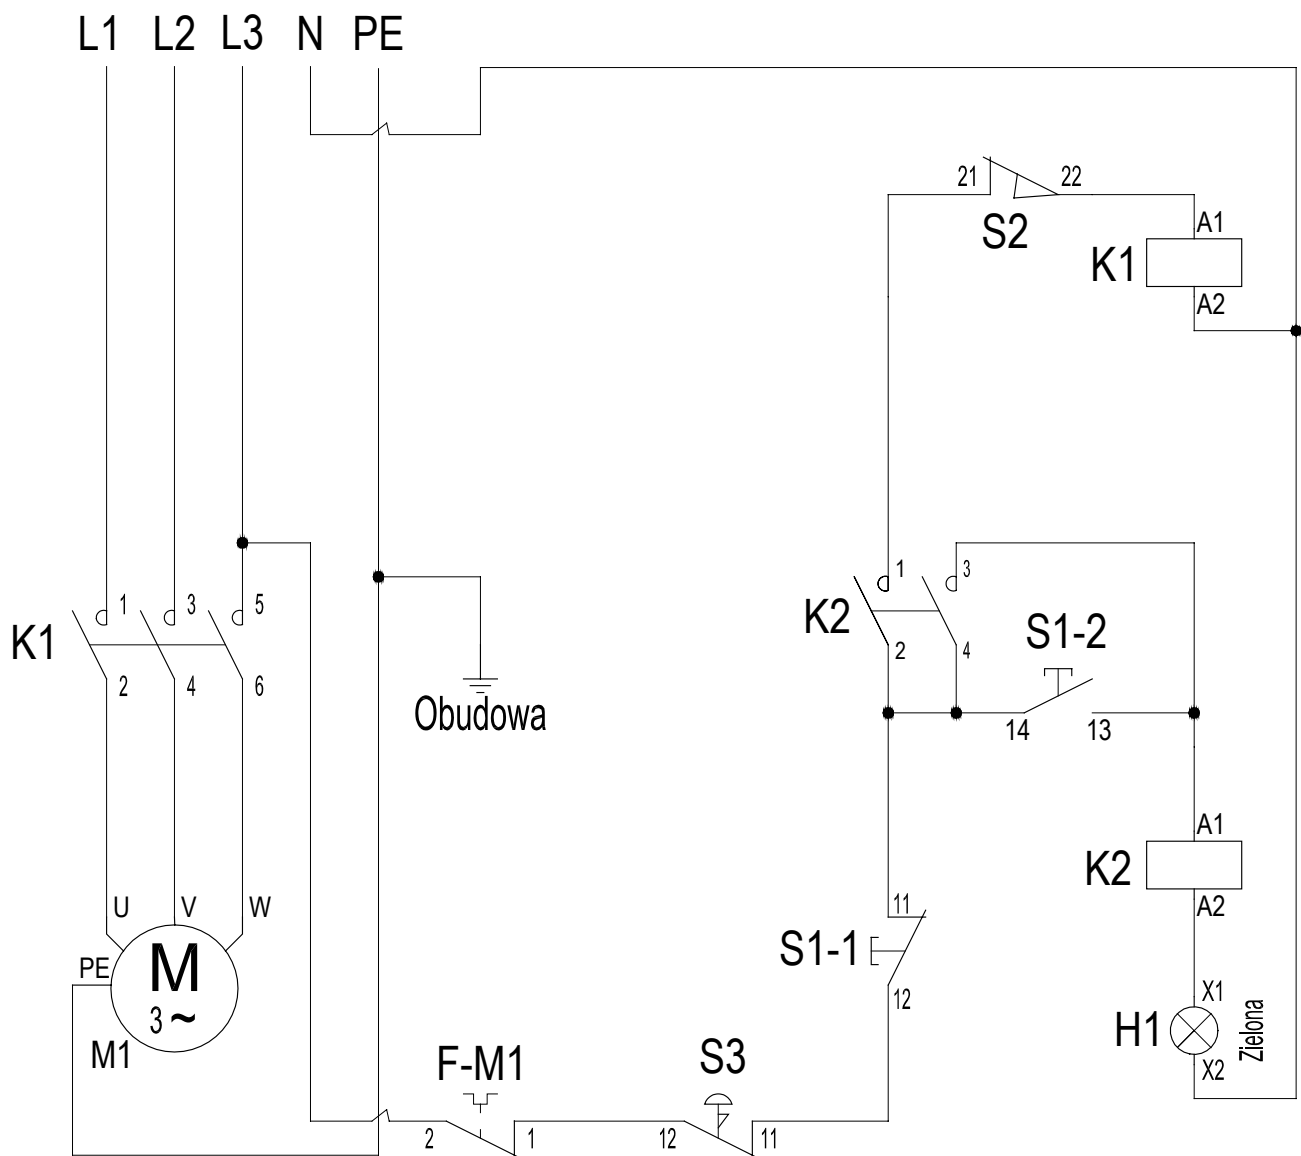 L1 L2 L3 N PE
21 22
S2
A1
K1
A2
1 3 5
K1
2 4 6
1 3
K2
2 4
S1-2
14 13
Obudowa
A1
K2
A2
U V W
PE
M
3 ~
M1
11
S1-1
12
X1
H1
X2
Zielona
F-M1
2 1
S3
12 11